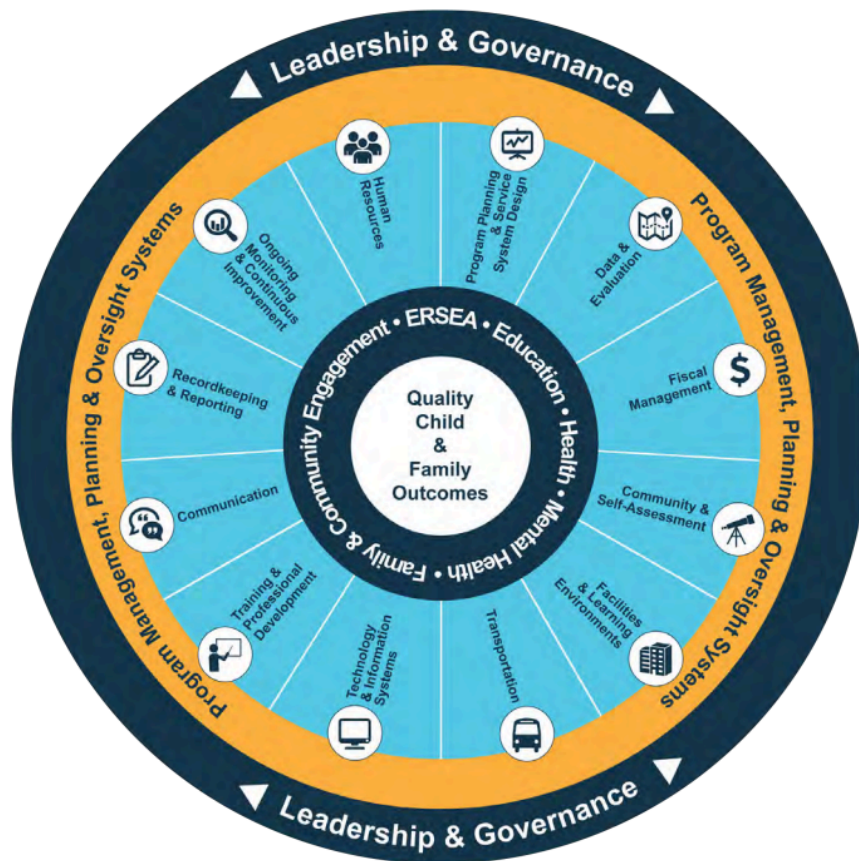 Leadership & Governance
Program Management, Planning & Oversight Systems
Program Management, Planning & Oversight Systems
Human
Resources
Program Planning
& Service
System Design
Data &
Evaluation
Fiscal
Management
Community &
Self-Assessment
Facilities
& Learning
Environments
Transportation
Technology
& Information
Systems
Training &
Professional
Development
Communication
Recordkeeping
& Reporting
Ongoing
Monitoring
& Continuous
Improvement
Family & Community Engagement • ERSEA • Education • Health • Mental Health •
Quality
Child
&
Family
Outcomes
Leadership & Governance